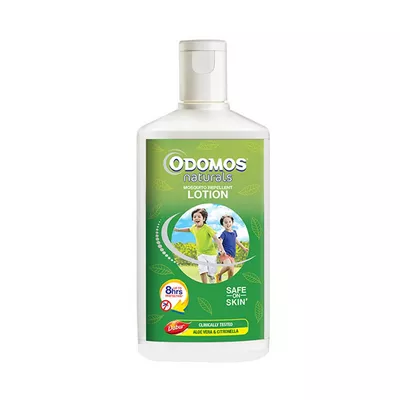 ODOMOS
naturals
MOSQUITO REPELLENT
LOTION
8hrs
SAFE
ON
SKIN*
Dabur
CLINICALLY TESTED
ALOE VERA & CITRONELLA